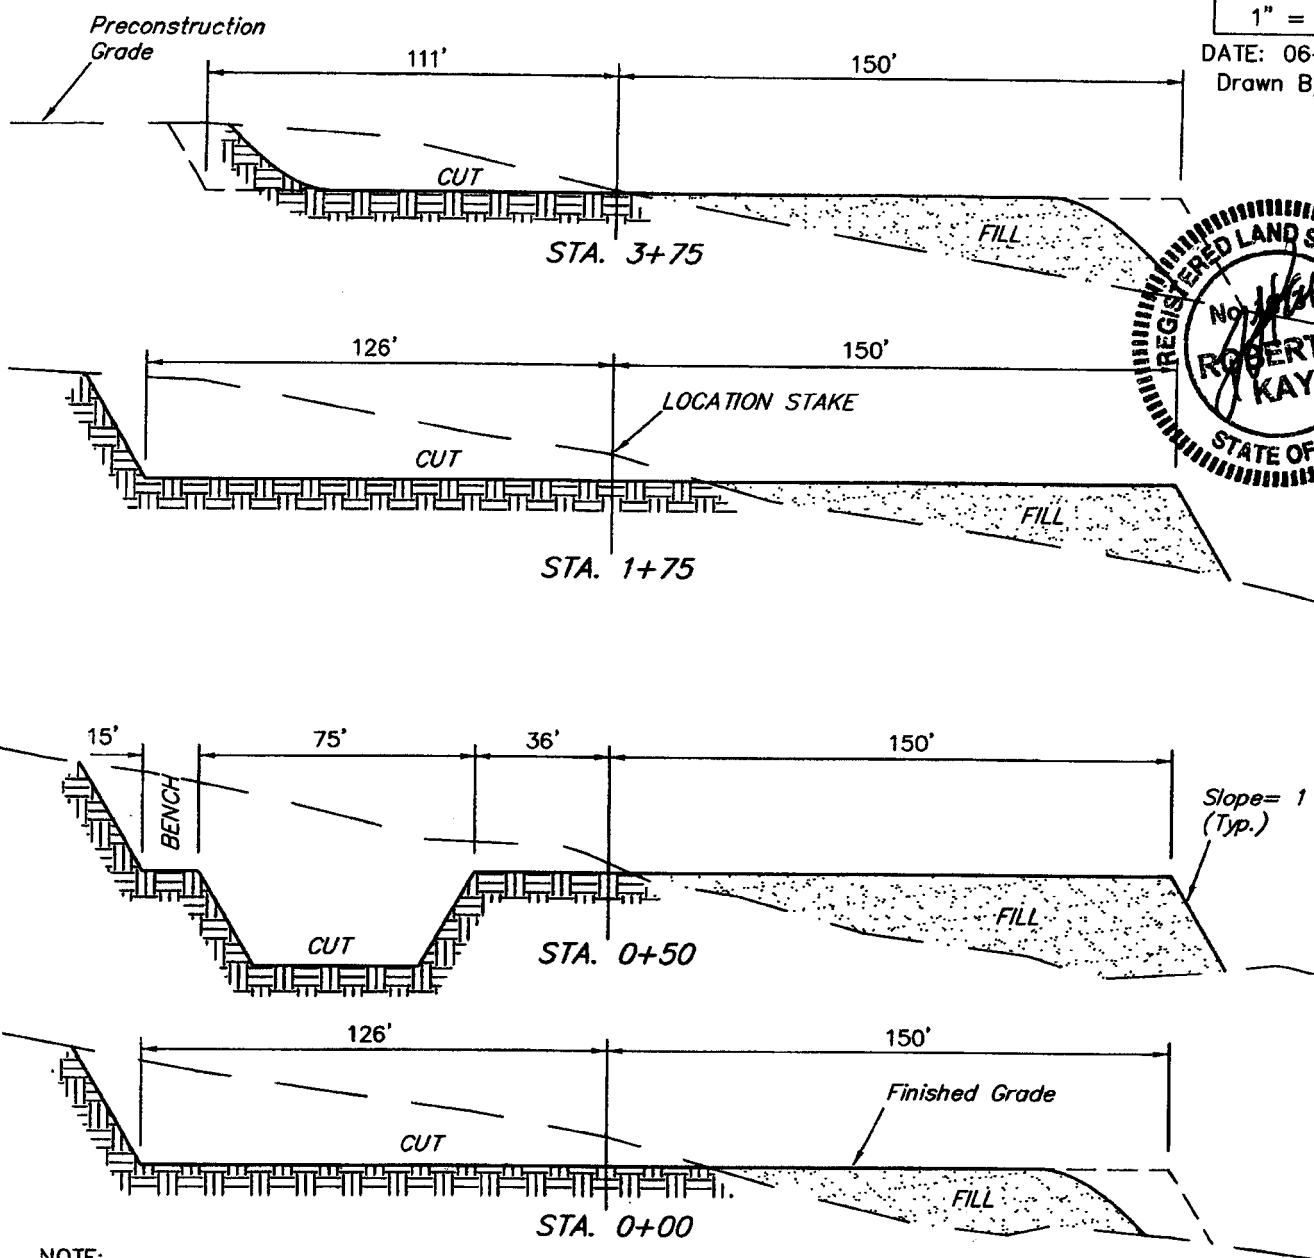 1" =
DATE: 06-
Drawn B
Preconstruction
Grade
111'
150'
CUT
FILL
STA. 3+75
REGISTERED LAND S
No.
ROBERT
KAY
STATE OF
126'
150'
LOCATION STAKE
CUT
FILL
STA. 1+75
15'
75'
36'
150'
BENCH
Slope= 1
(Typ.)
CUT
FILL
STA. 0+50
126'
150'
Finished Grade
CUT
FILL
STA. 0+00
NOTE: